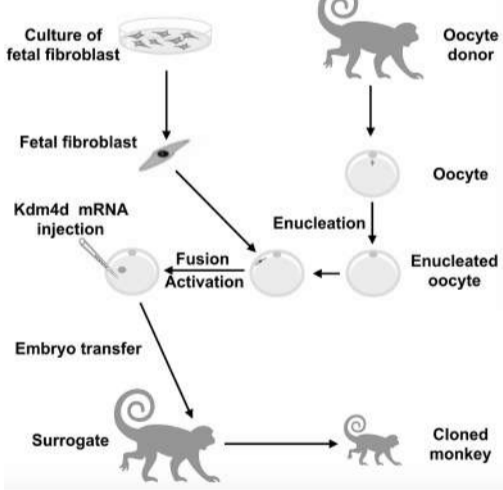 Culture of
fetal fibroblast
Oocyte
donor
Fetal fibroblast
Oocyte
Kdm4d mRNA
injection
Enucleation
Fusion
Activation
Enucleated
oocyte
Embryo transfer
Surrogate
Cloned
monkey